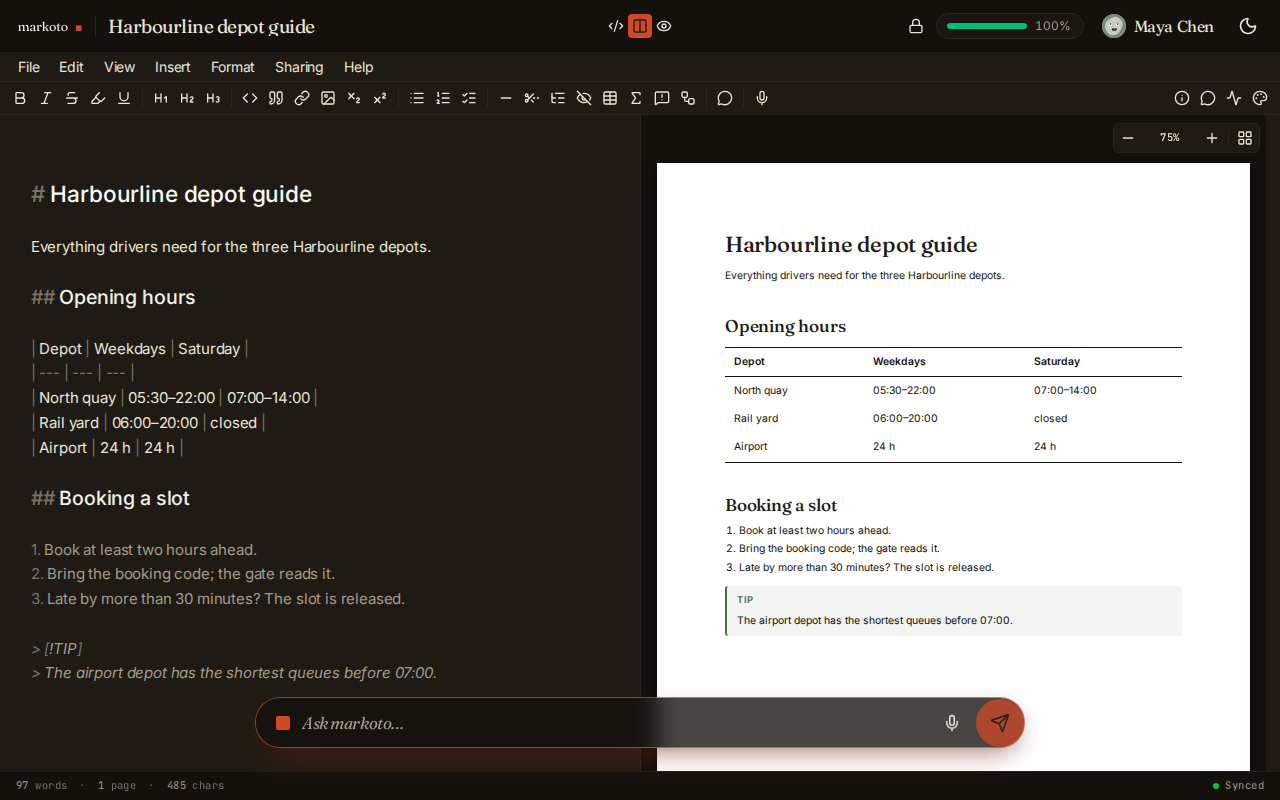 markoto
Harbourline depot guide
100%
Maya Chen
File Edit View Insert Format Sharing Help
H1 H2 H3
75%
# Harbourline depot guide
Everything drivers need for the three Harbourline depots.
## Opening hours
| Depot | Weekdays | Saturday |
| --- | --- | --- |
| North quay | 05:30–22:00 | 07:00–14:00 |
| Rail yard | 06:00–20:00 | closed |
| Airport | 24 h | 24 h |
## Booking a slot
1. Book at least two hours ahead.
2. Bring the booking code; the gate reads it.
3. Late by more than 30 minutes? The slot is released.
> [!TIP]
> The airport depot has the shortest queues before 07:00.
Harbourline depot guide
Everything drivers need for the three Harbourline depots.
Opening hours
Depot Weekdays Saturday
North quay 05:30–22:00 07:00–14:00
Rail yard 06:00–20:00 closed
Airport 24 h 24 h
Booking a slot
1. Book at least two hours ahead.
2. Bring the booking code; the gate reads it.
3. Late by more than 30 minutes? The slot is released.
TIP
The airport depot has the shortest queues before 07:00.
Ask markoto...
97 words · 1 page · 485 chars
Synced